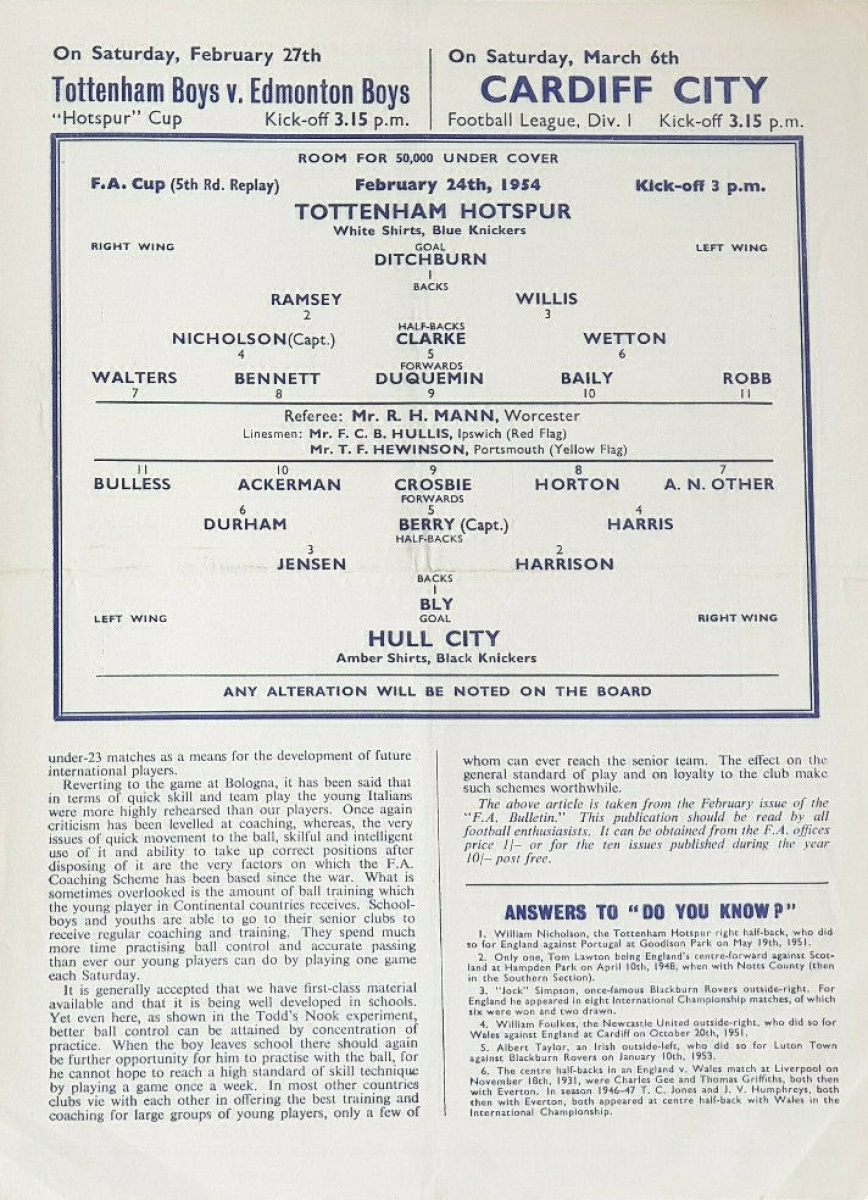 On Saturday, February 27th
Tottenham Boys v. Edmonton Boys
"Hotspur" Cup Kick-off 3.15 p.m.
On Saturday, March 6th
CARDIFF CITY
Football League, Div. 1 Kick-off 3.15 p.m.
ROOM FOR 50,000 UNDER COVER
F.A. Cup (5th Rd. Replay) February 24th, 1954 Kick-off 3 p.m.
TOTTENHAM HOTSPUR
White Shirts, Blue Knickers
RIGHT WING GOAL LEFT WING
DITCHBURN
1
BACKS
RAMSEY WILLIS
2 3
HALF-BACKS
NICHOLSON (Capt.) CLARKE WETTON
4 5 6
FORWARDS
WALTERS BENNETT DUQUEMIN BAILY ROBB
7 8 9 10 11
Referee: Mr. R. H. MANN, Worcester
Linesmen: Mr. F. C. B. HULLIS, Ipswich (Red Flag)
Mr. T. F. HEWINSON, Portsmouth (Yellow Flag)
11 10 9 8 7
BULLESS ACKERMAN CROSBIE HORTON A. N. OTHER
FORWARDS
6 5 4
DURHAM BERRY (Capt.) HARRIS
HALF-BACKS
3 2
JENSEN HARRISON
BACKS
1
BLY
LEFT WING GOAL RIGHT WING
HULL CITY
Amber Shirts, Black Knickers
ANY ALTERATION WILL BE NOTED ON THE BOARD
under-23 matches as a means for the development of future
international players.
Reverting to the game at Bologna, it has been said that
in terms of quick skill and team play the young Italians
were more highly rehearsed than our players. Once again
criticism has been levelled at coaching, whereas, the very
issues of quick movement to the ball, skilful and intelligent
use of it and ability to take up correct positions after
disposing of it are the very factors on which the F.A.
Coaching Scheme has been based since the war. What is
sometimes overlooked is the amount of ball training which
the young player in Continental countries receives. School-
boys and youths are able to go to their senior clubs to
receive regular coaching and training. They spend much
more time practising ball control and accurate passing
than ever our young players can do by playing one game
each Saturday.
It is generally accepted that we have first-class material
available and that it is being well developed in schools.
Yet even here, as shown in the Todd's Nook experiment,
better ball control can be attained by concentration of
practice. When the boy leaves school there should again
be further opportunity for him to practise with the ball, for
he cannot hope to reach a high standard of skill technique
by playing a game once a week. In most other countries
clubs vie with each other in offering the best training and
coaching for large groups of young players, only a few of
whom can ever reach the senior team. The effect on the
general standard of play and on loyalty to the club make
such schemes worthwhile.
The above article is taken from the February issue of the
"F.A. Bulletin." This publication should be read by all
football enthusiasists. It can be obtained from the F.A. offices
price 1/- or for the ten issues published during the year
10/- post free.
ANSWERS TO "DO YOU KNOW?"
1. William Nicholson, the Tottenham Hotspur right half-back, who did
so for England against Portugal at Goodison Park on May 19th, 1951.
2. Only one, Tom Lawton being England's centre-forward against Scot-
land at Hampden Park on April 10th, 1948, when with Notts County (then
in the Southern Section).
3. "Jock" Simpson, once-famous Blackburn Rovers outside-right. For
England he appeared in eight International Championship matches, of which
six were won and two drawn.
4. William Foulkes, the Newcastle United outside-right, who did so for
Wales against England at Cardiff on October 20th, 1951.
5. Albert Taylor, an Irish outside-left, who did so for Luton Town
against Blackburn Rovers on January 10th, 1953.
6. The centre half-backs in an England v. Wales match at Liverpool on
November 18th, 1931, were Charles Gee and Thomas Griffiths, both then
with Everton. In season 1946-47 T. C. Jones and J. V. Humphreys, both
then with Everton, both appeared at centre half-back with Wales in the
International Championship.